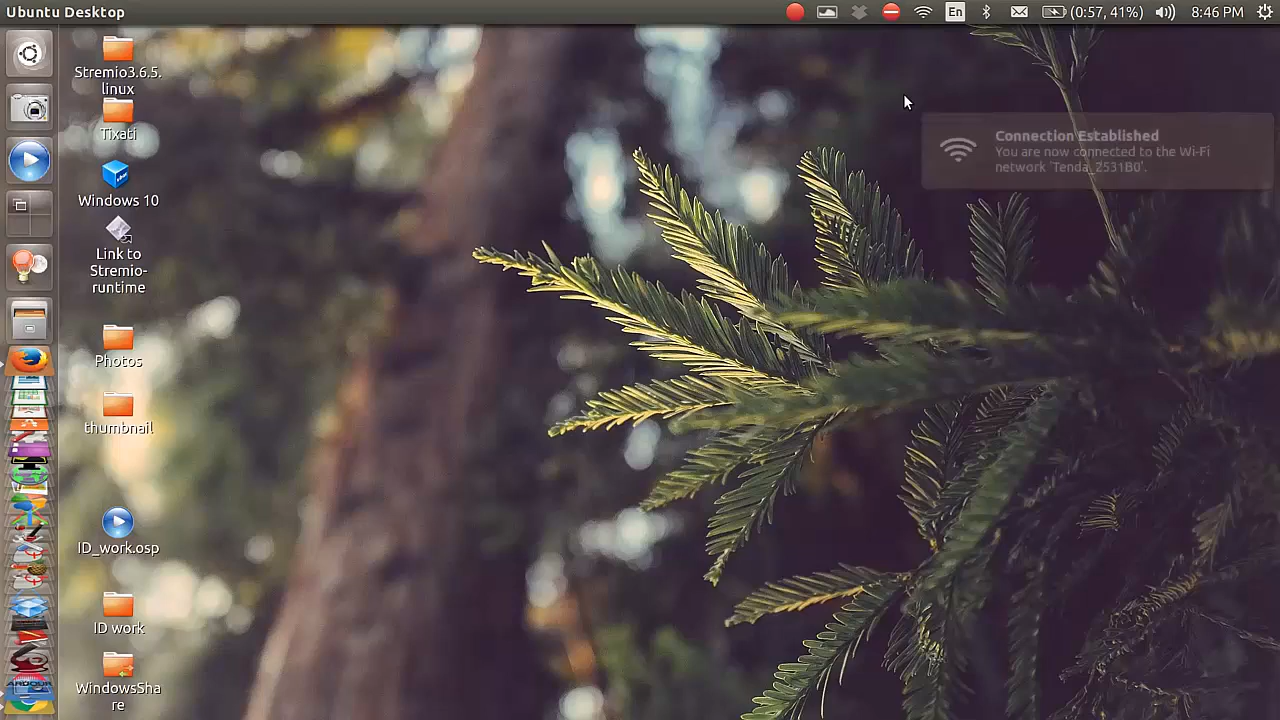 Ubuntu Desktop
En
(0:57, 41%)
8:46 PM
Stremio3.6.5.
linux
Tixati
Windows 10
Link to
Stremio-
runtime
Photos
thumbnail
ID_work.osp
ID work
WindowsSha
re
Connection Established
You are now connected to the Wi-Fi
network 'Tenda_2531B0'.
ARDOUR